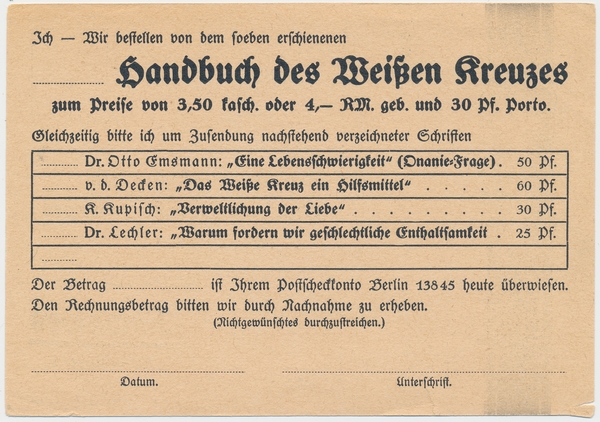 Ich — Wir bestellen von dem soeben erschienenen
............ Handbuch des Weißen Kreuzes
zum Preise von 3,50 kasch. oder 4,— RM. geb. und 30 Pf. Porto.
Gleichzeitig bitte ich um Zusendung nachstehend verzeichneter Schriften
............ Dr. Otto Emsmann: „Eine Lebensschwierigkeit“ (Onanie-Frage) . 50 Pf.
............ v. d. Decken: „Das Weiße Kreuz ein Hilfsmittel“ . . . . . 60 Pf.
............ K. Kupisch: „Verweltlichung der Liebe“ . . . . . . . . . 30 Pf.
............ Dr. Lechler: „Warum fordern wir geschlechtliche Enthaltsamkeit . 25 Pf.
............
Der Betrag ........................ ist Ihrem Postscheckkonto Berlin 13845 heute überwiesen.
Den Rechnungsbetrag bitten wir durch Nachnahme zu erheben.
(Nichtgewünschtes durchzustreichen.)
Datum. Unterschrift.